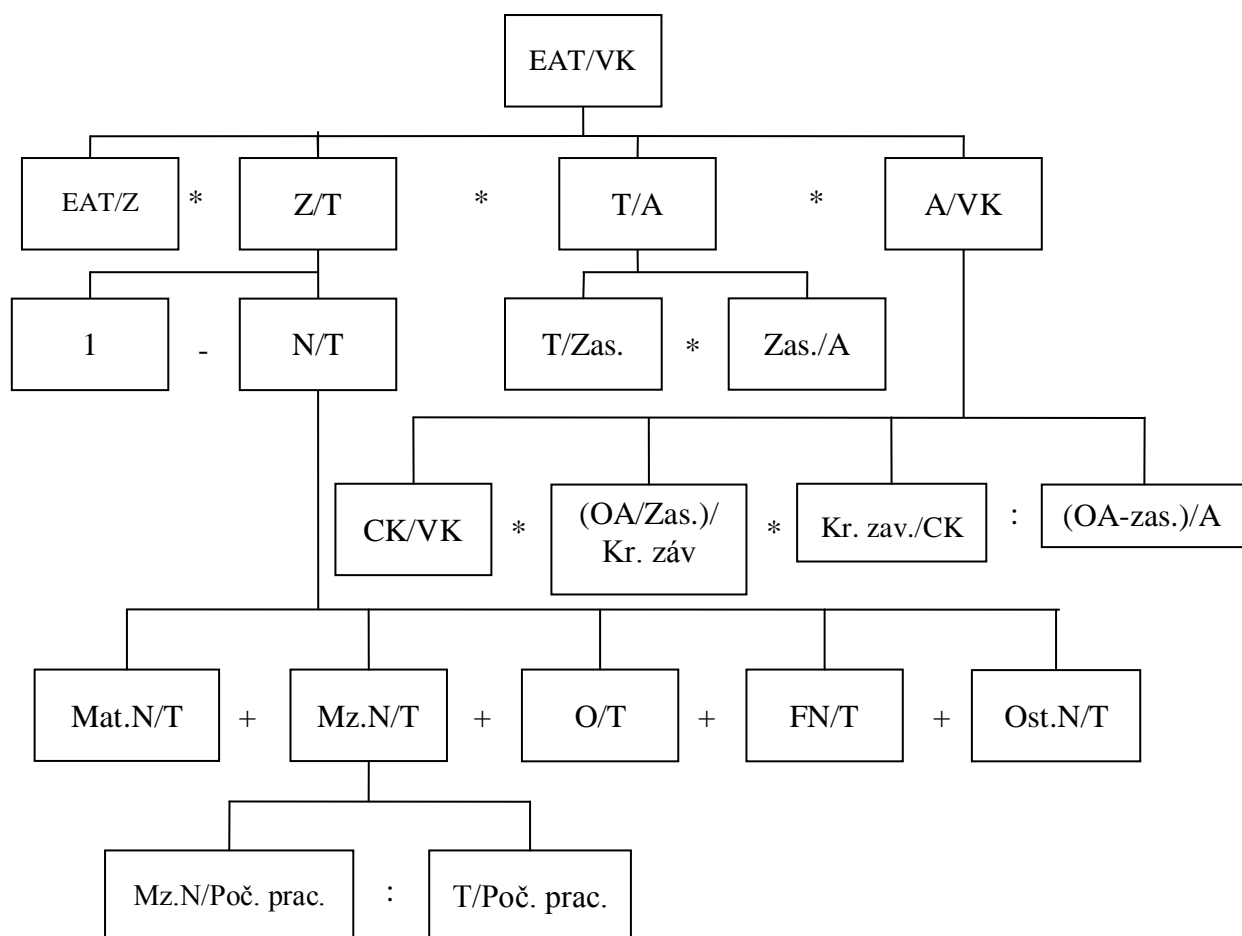 EAT/VK
EAT/Z * Z/T * T/A * A/VK
1 - N/T T/Zas. * Zas./A
CK/VK * (OA/Zas.)/ * Kr. zav./CK : (OA-zas.)/A
Kr. záv
Mat.N/T + Mz.N/T + O/T + FN/T + Ost.N/T
Mz.N/Poč. prac. : T/Poč. prac.